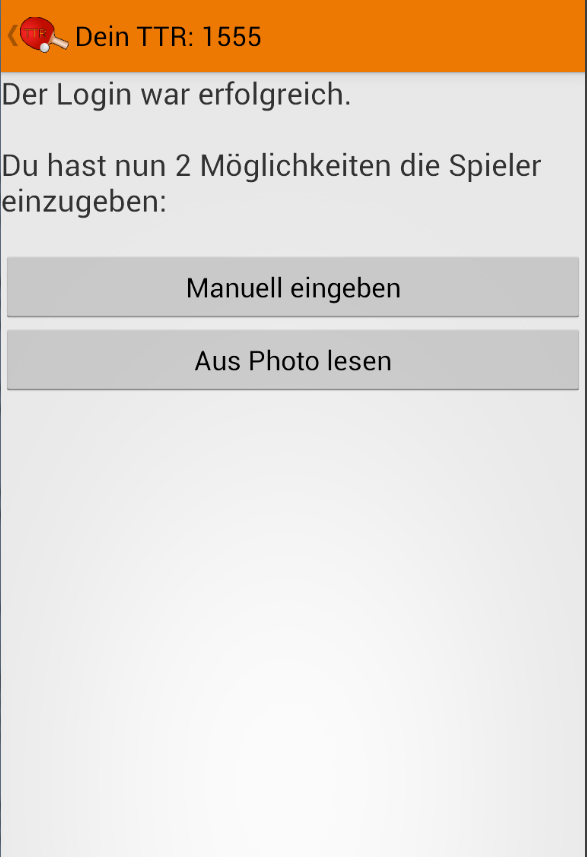 TTR
Dein TTR: 1555
Der Login war erfolgreich.
Du hast nun 2 Möglichkeiten die Spieler
einzugeben:
Manuell eingeben
Aus Photo lesen